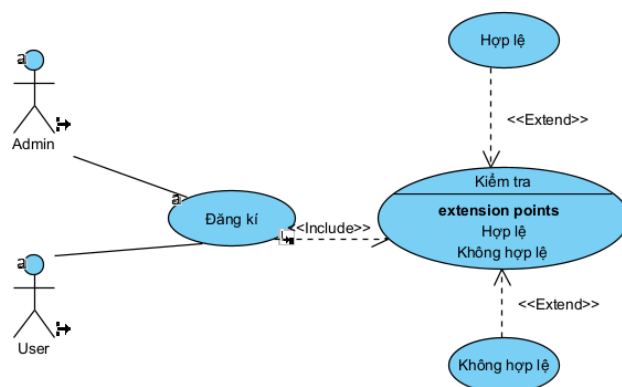 Hợp lệ
a
Admin
<<Extend>>
Kiểm tra
extension points
Hợp lệ
Không hợp lệ
a
Đăng kí
<<Include>>
a
User
<<Extend>>
Không hợp lệ